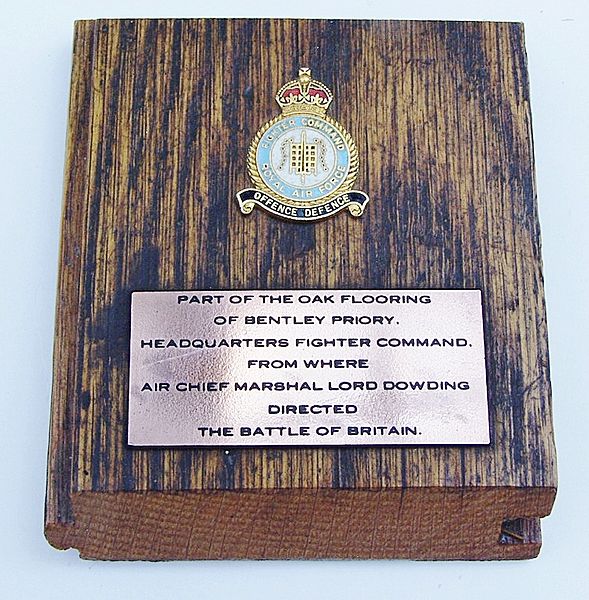 FIGHTER COMMAND
ROYAL AIR FORCE
OFFENCE DEFENCE
PART OF THE OAK FLOORING
OF BENTLEY PRIORY,
HEADQUARTERS FIGHTER COMMAND,
FROM WHERE
AIR CHIEF MARSHAL LORD DOWDING
DIRECTED
THE BATTLE OF BRITAIN.